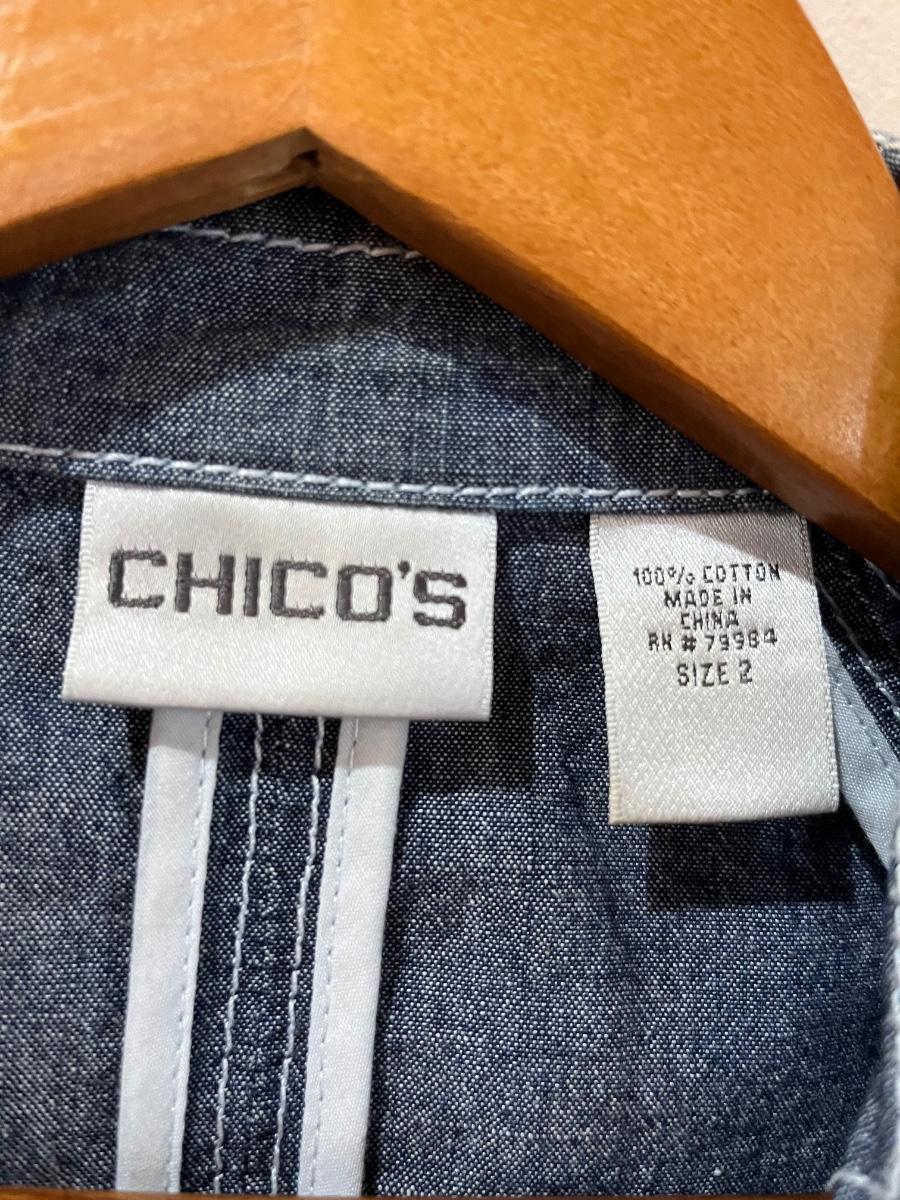 CHICO'S
100% COTTON
MADE IN
CHINA
RN # 79984
SIZE 2